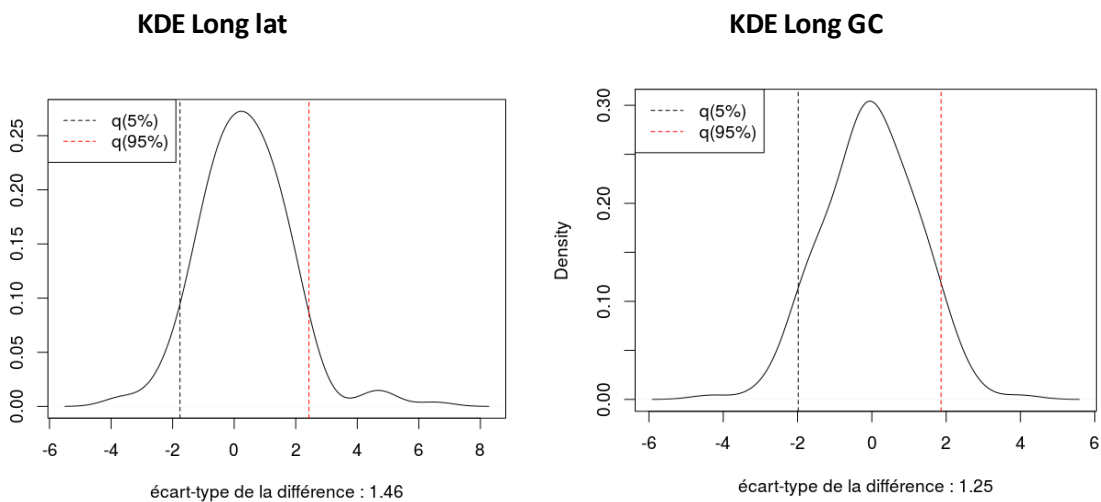 KDE Long lat
q(5%)
q(95%)
0.25
0.20
0.15
0.10
0.05
0.00
-6 -4 -2 0 2 4 6 8
écart-type de la différence : 1.46
KDE Long GC
q(5%)
q(95%)
Density
0.30
0.20
0.10
0.00
-6 -4 -2 0 2 4 6
écart-type de la différence : 1.25